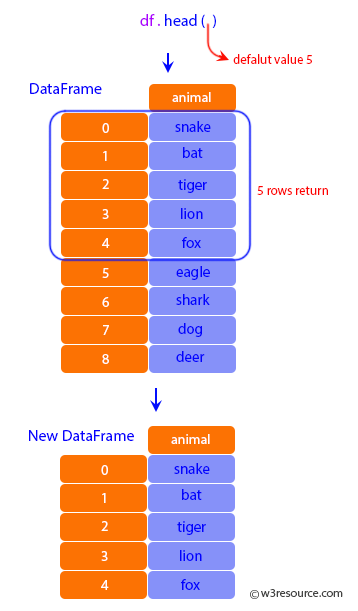 df.head()
defalut value 5
DataFrame
animal
0 snake
1 bat
2 tiger
3 lion
4 fox
5 rows return
5 eagle
6 shark
7 dog
8 deer
New DataFrame
animal
0 snake
1 bat
2 tiger
3 lion
4 fox
© w3resource.com